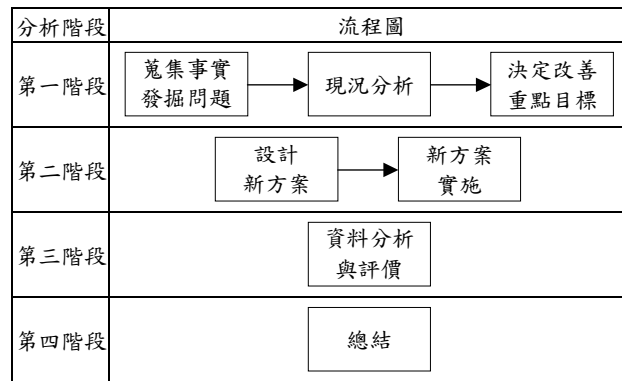 分析階段
流程圖
第一階段
蒐集事實
發掘問題
現況分析
決定改善
重點目標
第二階段
設計
新方案
新方案
實施
第三階段
資料分析
與評價
第四階段
總結